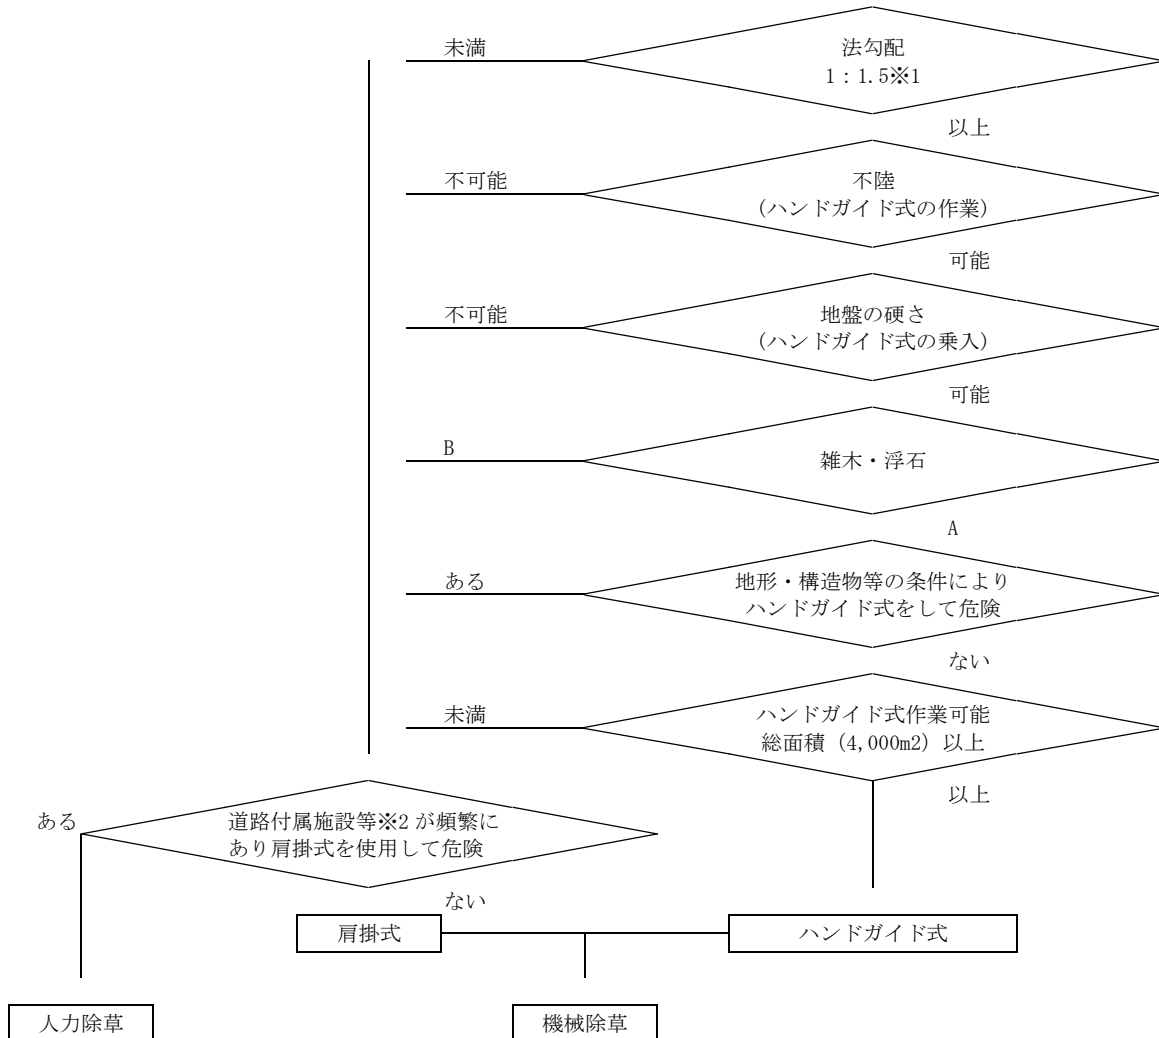 未満
法勾配
1:1.5※1
以上
不可能
不陸
(ハンドガイド式の作業)
可能
不可能
地盤の硬さ
(ハンドガイド式の乗入)
可能
B
雑木・浮石
A
ある
地形・構造物等の条件により
ハンドガイド式をして危険
ない
未満
ハンドガイド式作業可能
総面積（4,000m2）以上
以上
ある
道路付属施設等※2 が頻繁に
あり肩掛式を使用して危険
ない
肩掛式
ハンドガイド式
人力除草
機械除草